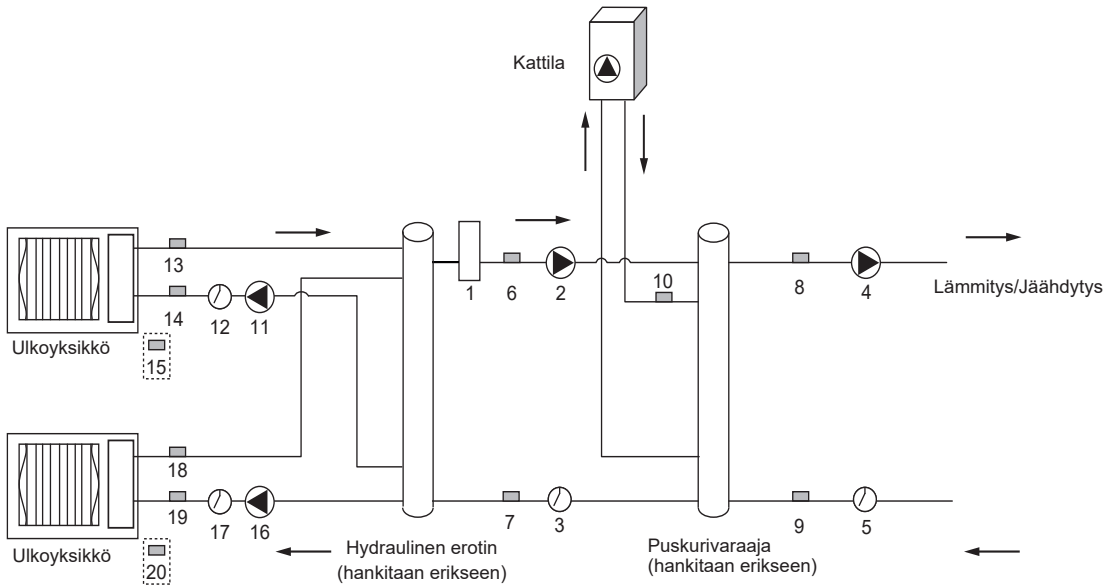 Kattila
13
14
12
11
Ulkoyksikkö
15
1
6
2
10
8
4
Lämmitys/Jäähdytys
18
19
17
16
Ulkoyksikkö
20
7
3
9
5
Hydraulinen erotin
(hankitaan erikseen)
Puskurivaraaja
(hankitaan erikseen)